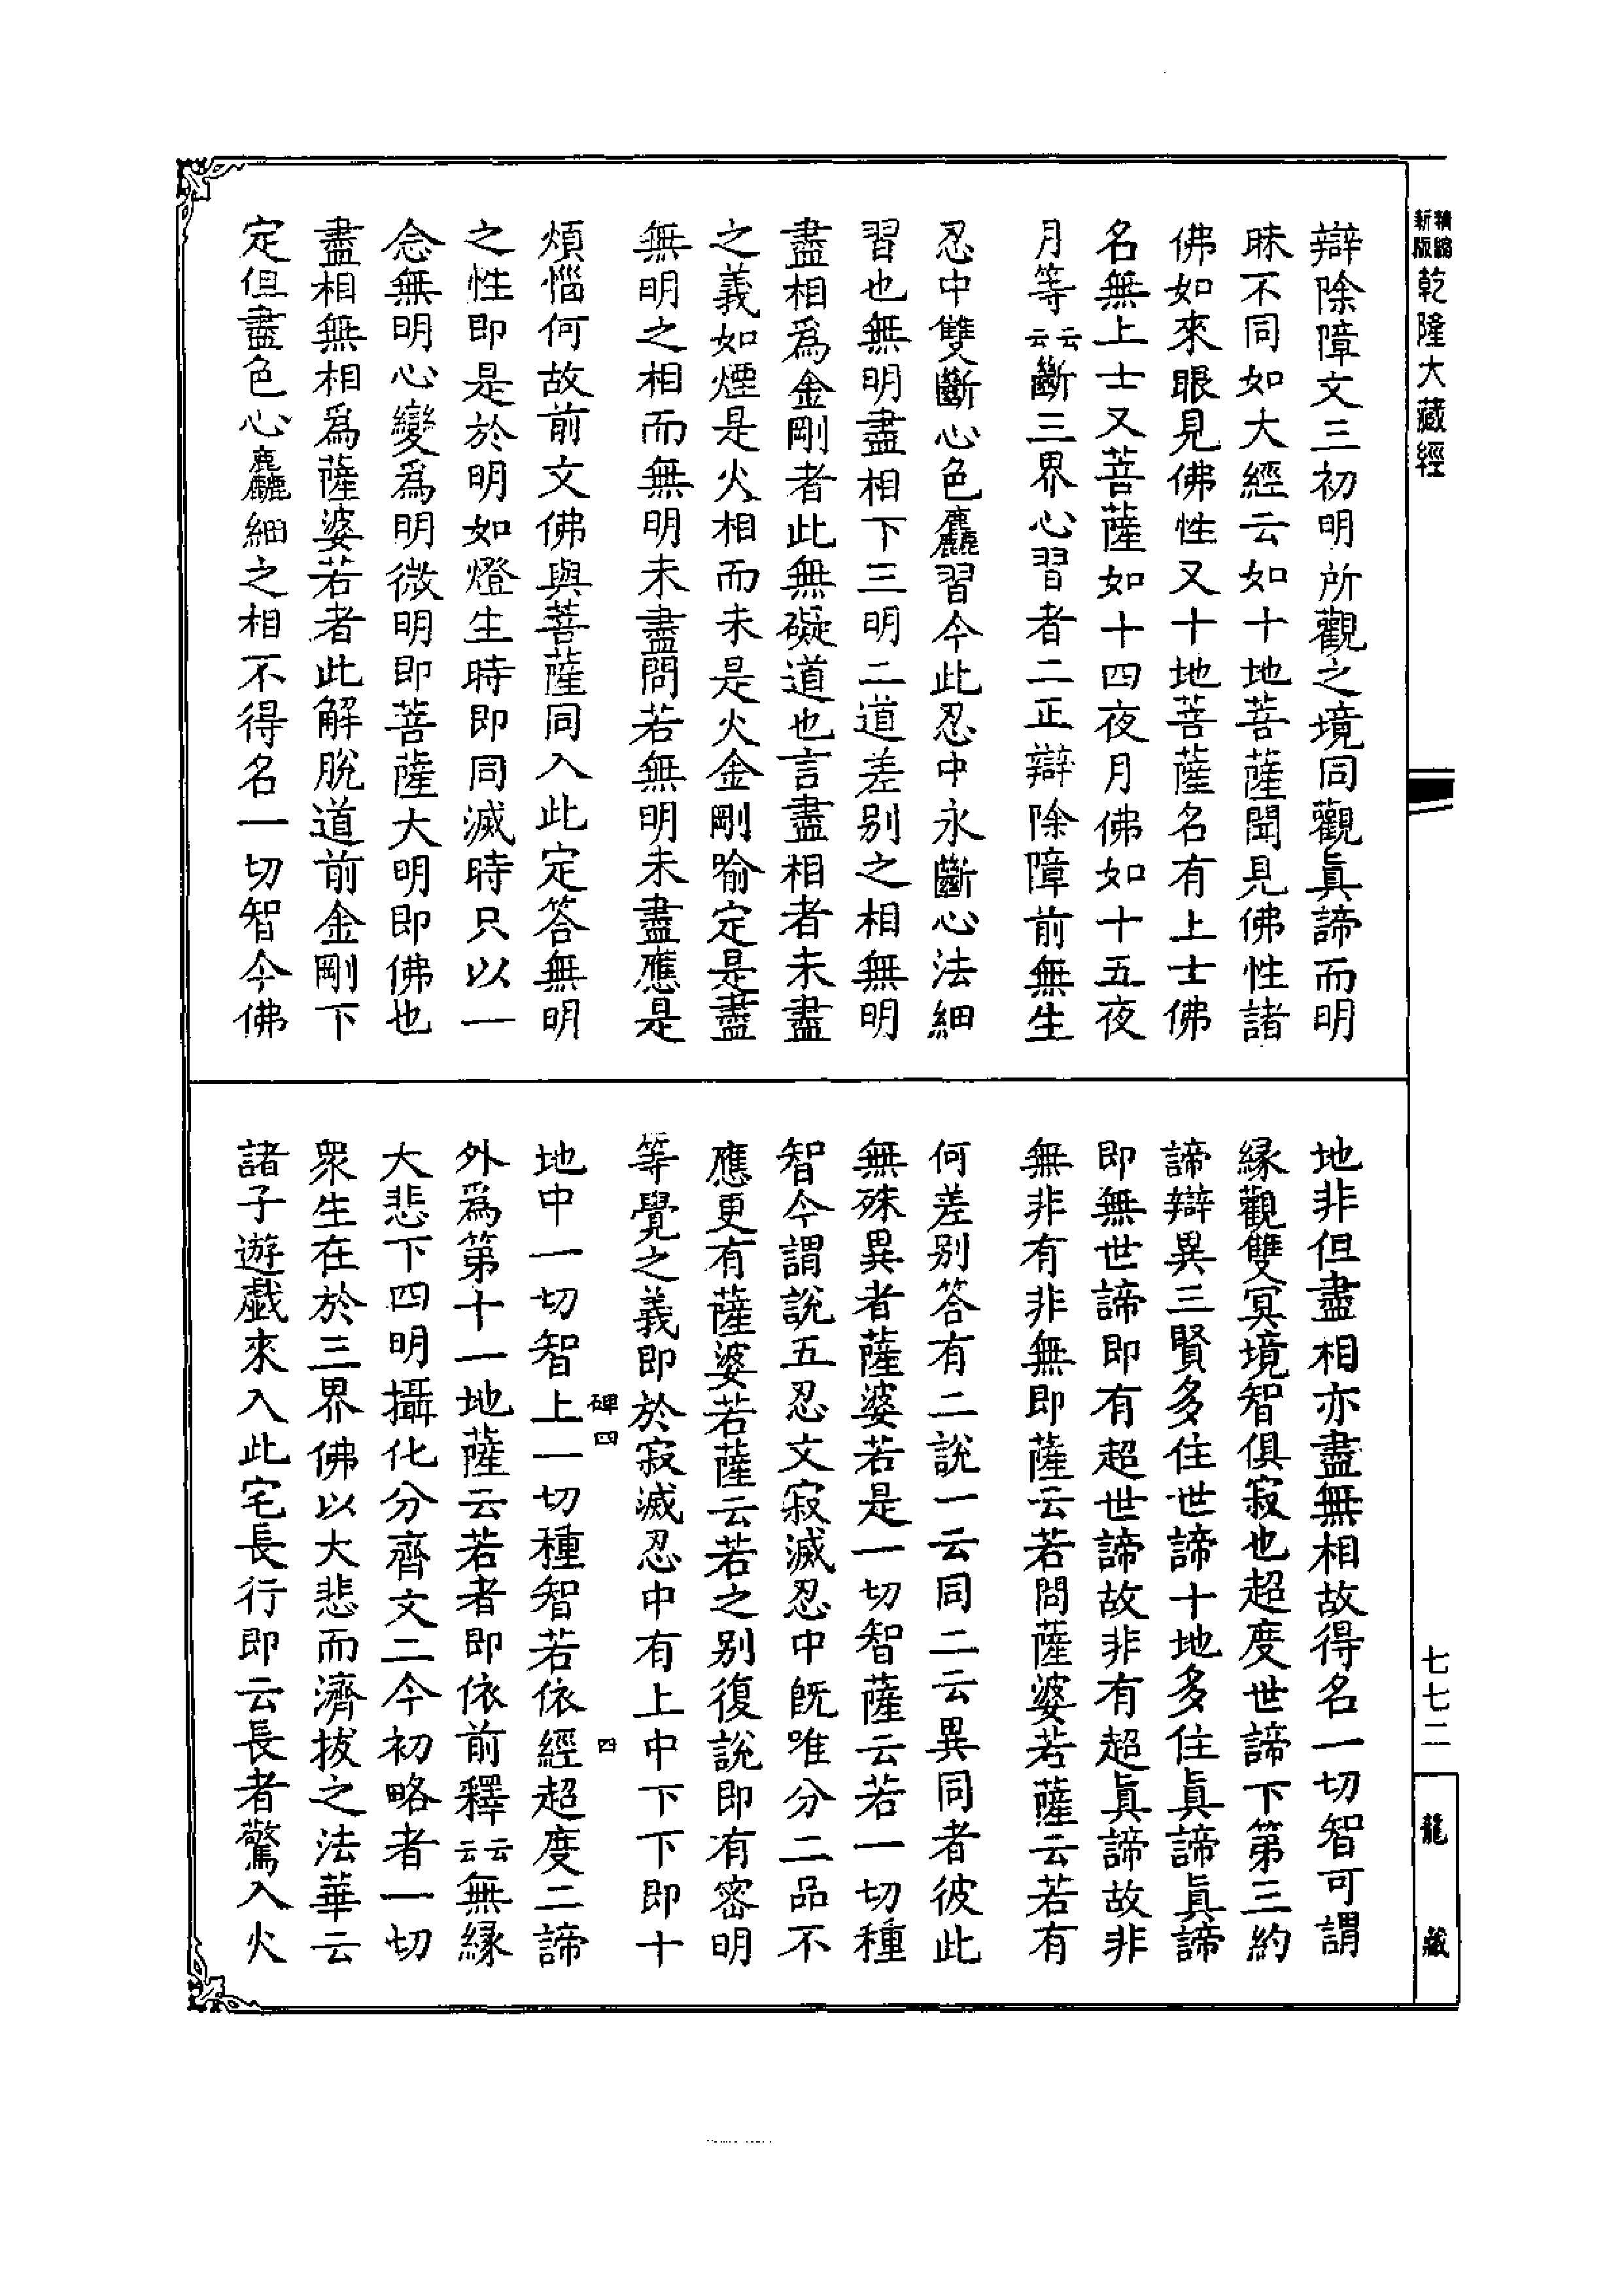 精縮新版乾隆大藏經
辯除障文三初明所觀之境同觀眞諦而明
昧不同如大經云如十地菩薩聞見佛性諸
佛如來眼見佛性又十地菩薩名有上士佛
名無上士又菩薩如十四夜月佛如十五夜
月等云云斷三界心習者二正辯除障前無生
忍中雙斷心色麤習今此忍中永斷心法細
習也無明盡相下三明二道差别之相無明
盡相爲金剛者此無礙道也言盡相者未盡
之義如煙是火相而未是火金剛喻定是盡
無明之相而無明未盡問若無明未盡應是
煩惱何故前文佛與菩薩同入此定答無明
之性即是於明如燈生時即同滅時只以一
念無明心變爲明微明即菩薩大明即佛也
盡相無相爲薩婆若者此解脫道前金剛下
定但盡色心麤細之相不得名一切智今佛
地非但盡相亦盡無相故得名一切智可謂
緣觀雙冥境智俱寂也超度世諦下第三約
諦辯異三賢多住世諦十地多住眞諦眞諦
即無世諦即有超世諦故非有超眞諦故非
無非有非無即薩云若問薩婆若薩云若有
何差别答有二說一云同二云異同者彼此
無殊異者薩婆若是一切智薩云若一切種
智今謂說五忍文寂滅忍中旣唯分二品不
應更有薩婆若薩云若之别復說即有密明
等覺之義即於寂滅忍中有上中下下即十
碑四
四
地中一切智上一切種智若依經超度二諦
外爲第十一地薩云若者即依前釋云云無緣
大悲下四明攝化分齊文二今初略者一切
衆生在於三界佛以大悲而濟拔之法華云
諸子遊戲來入此宅長行即云長者驚入火
七七二
龍藏